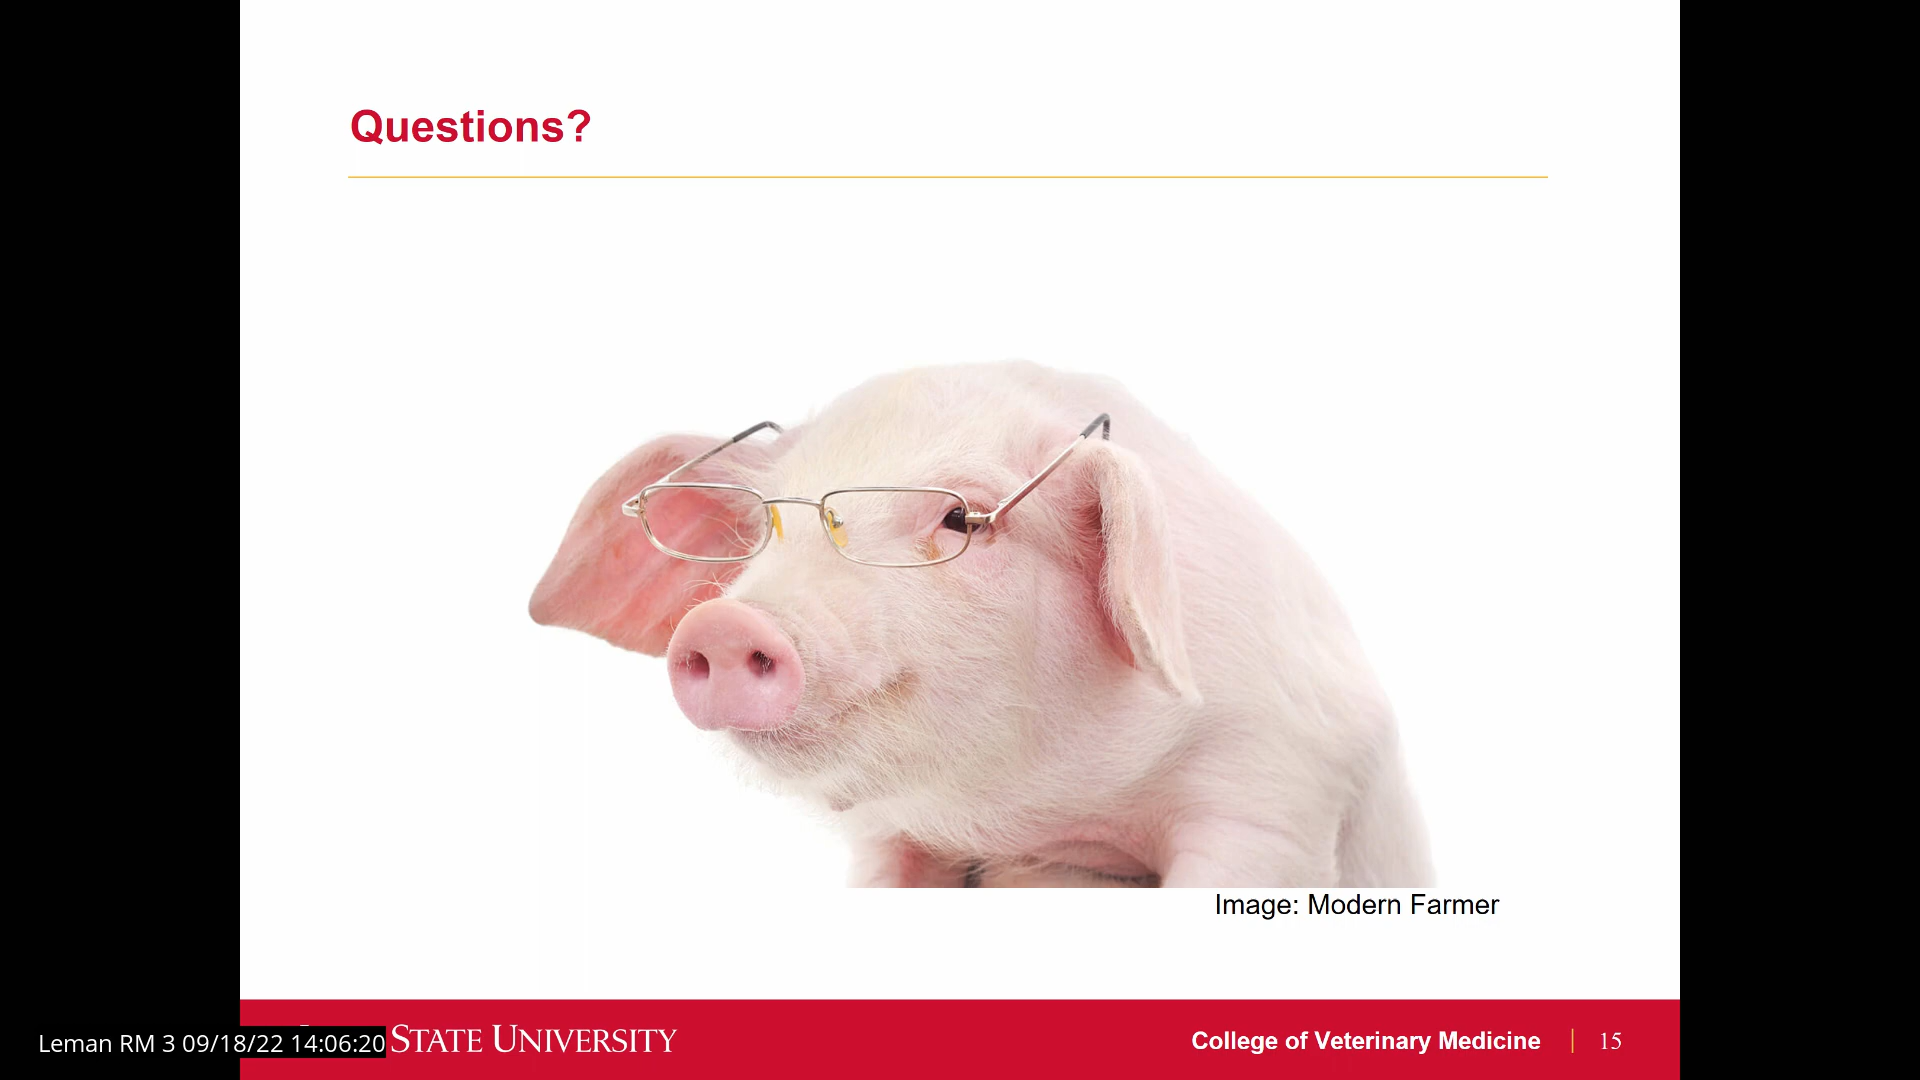 Questions?
Image: Modern Farmer
Leman RM 3 09/18/22 14:06:20
STATE UNIVERSITY
College of Veterinary Medicine | 15